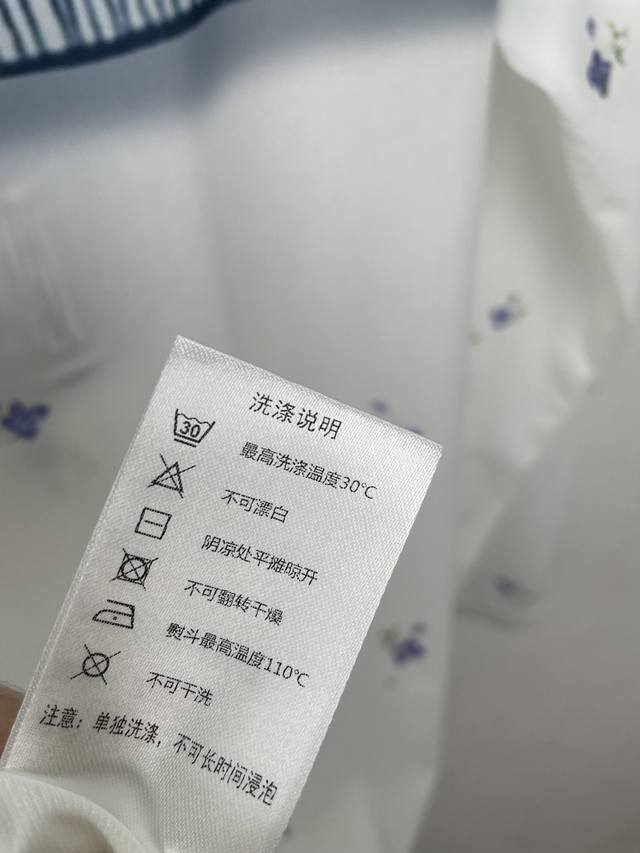 洗涤说明
30 最高洗涤温度30℃
不可漂白
阴凉处平摊晾开
不可翻转干燥
熨斗最高温度110℃
不可干洗
注意：单独洗涤，不可长时间浸泡